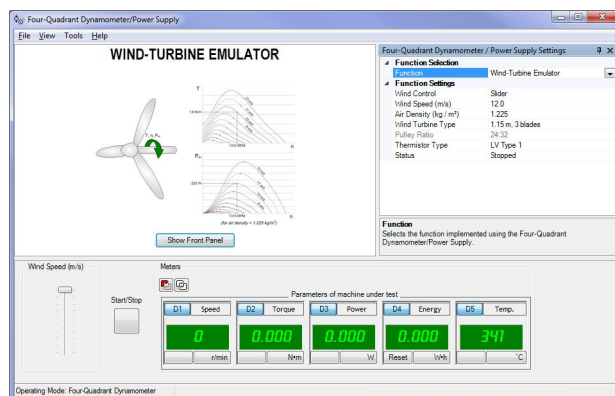 Four-Quadrant Dynamometer/Power Supply
File View Tools Help
WIND-TURBINE EMULATOR
T
n
T, n, Pm
Pm
n
(for air density = 1.225 kg/m³)
Show Front Panel
Four-Quadrant Dynamometer / Power Supply Settings
Function Selection
Function Wind-Turbine Emulator
Function Settings
Wind Control Slider
Wind Speed (m/s) 12.0
Air Density (kg / m³) 1.225
Wind Turbine Type 1.15 m, 3 blades
Pulley Ratio 24:32
Thermistor Type LV Type 1
Status Stopped
Function
Selects the function implemented using the Four-Quadrant
Dynamometer/Power Supply.
Wind Speed (m/s)
Start/Stop
Meters
Parameters of machine under test
D1 Speed D2 Torque D3 Power D4 Energy D5 Temp.
0 0.000 0.000 0.000 341
r/min N•m W Reset W•h °C
Operating Mode: Four-Quadrant Dynamometer